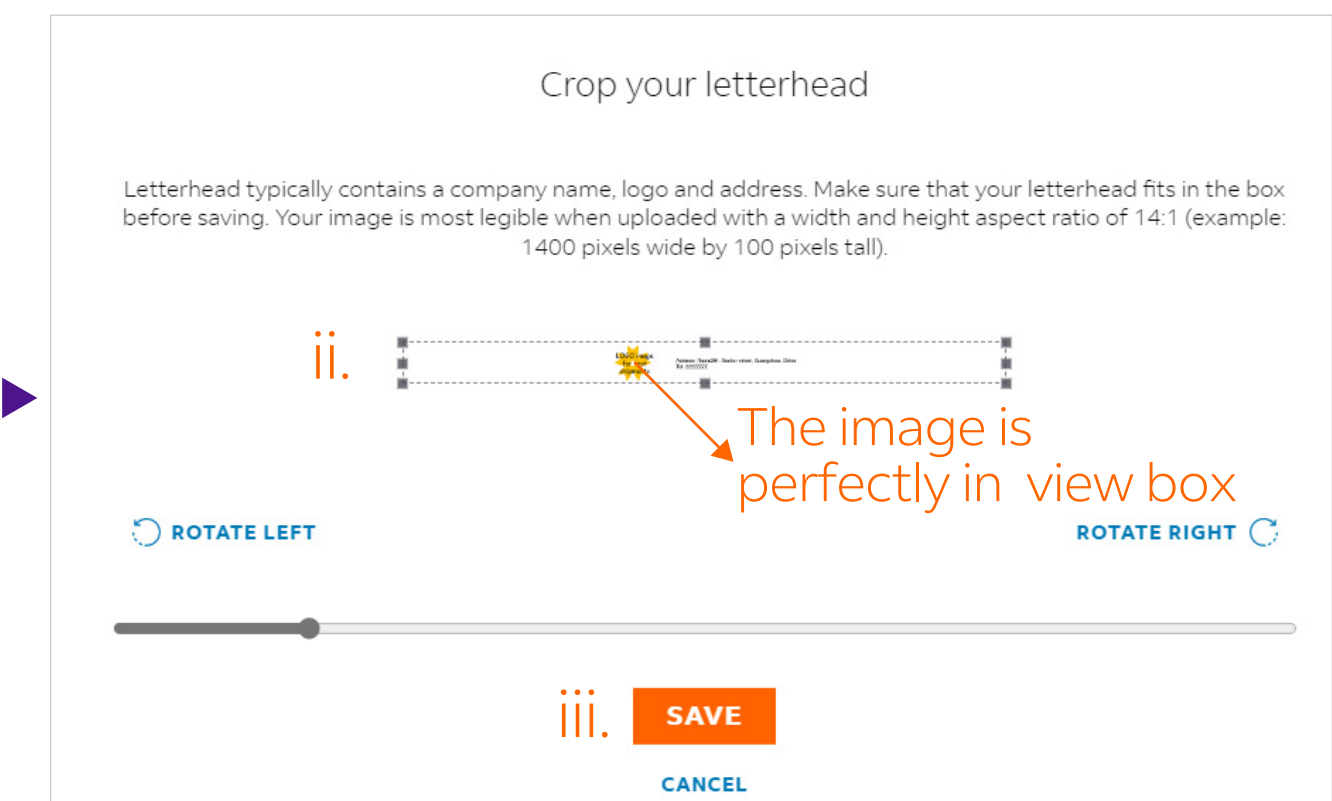 Crop your letterhead
Letterhead typically contains a company name, logo and address. Make sure that your letterhead fits in the box
before saving. Your image is most legible when uploaded with a width and height aspect ratio of 14:1 (example:
1400 pixels wide by 100 pixels tall).
ii.
LOGO image
The image is
perfectly in view box
ROTATE LEFT
ROTATE RIGHT
iii.
SAVE
CANCEL